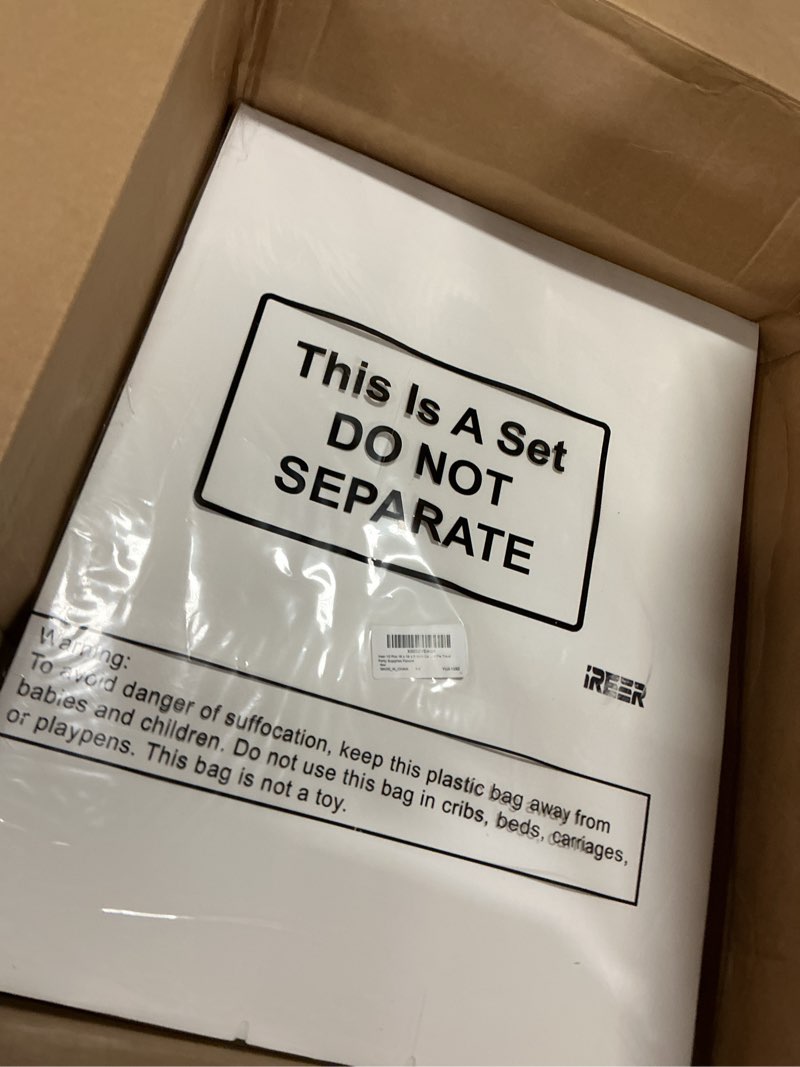 This Is A Set
DO NOT
SEPARATE
Party Supplies
iREER
Warning:
To avoid danger of suffocation, keep this plastic bag away from
babies and children. Do not use this bag in cribs, beds, carriages,
or playpens. This bag is not a toy.